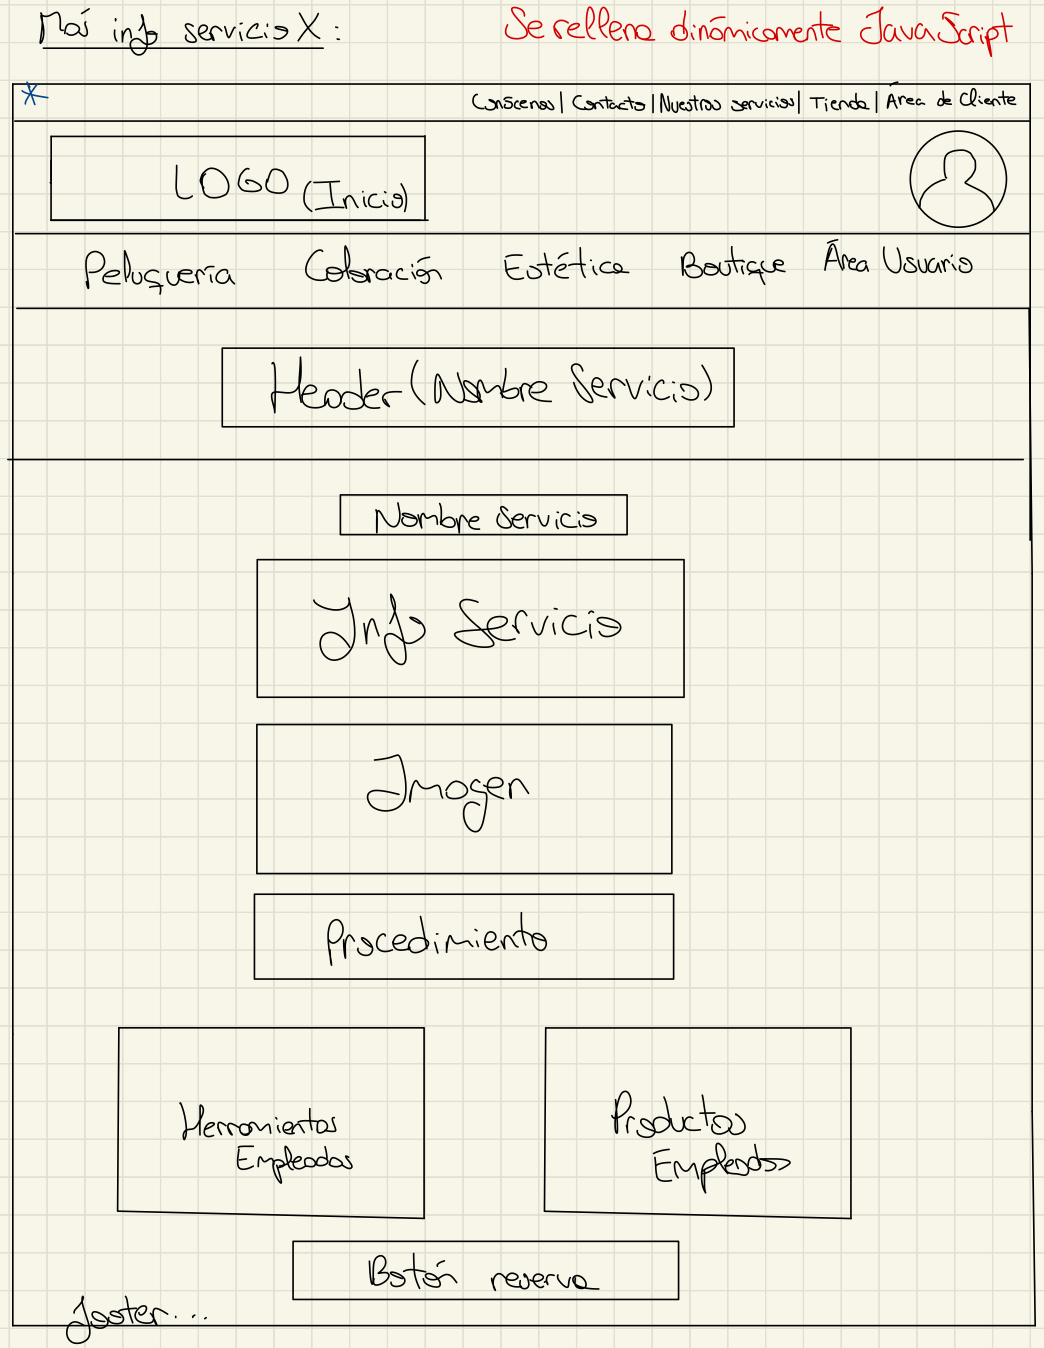 Más info servicio X:
Se rellena dinámicamente JavaScript
*
Conócenos | Contacto | Nuestros servicios | Tienda | Área de Cliente
LOGO (Inicio)
Peluquería Coloración Estética Boutique Área Usuario
Header (Nombre Servicio)
Nombre Servicio
Info Servicio
Imagen
Procedimiento
Herramientas
Empleadas
Productos
Empleados
Botón reserva
footer...